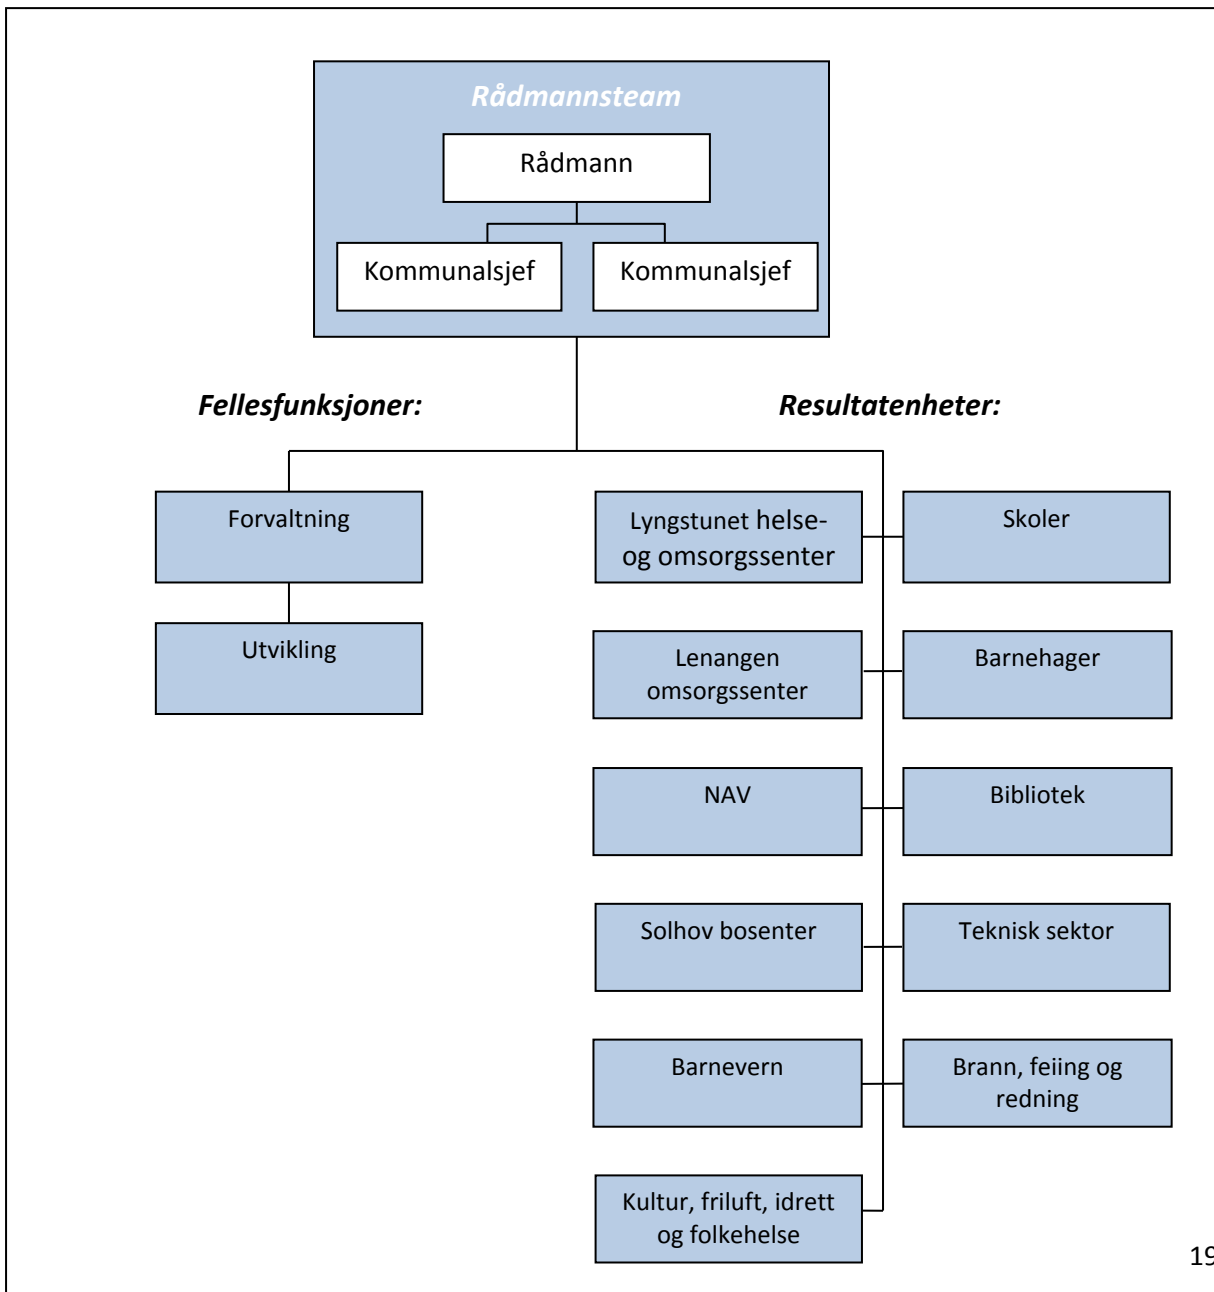 Rådmannsteam
Rådmann
Kommunalsjef
Kommunalsjef
Fellesfunksjoner:
Resultatenheter:
Forvaltning
Utvikling
Lyngstunet helse-
og omsorgssenter
Skoler
Lenangen
omsorgssenter
Barnehager
NAV
Bibliotek
Solhov bosenter
Teknisk sektor
Barnevern
Brann, feiing og
redning
Kultur, friluft, idrett
og folkehelse
19